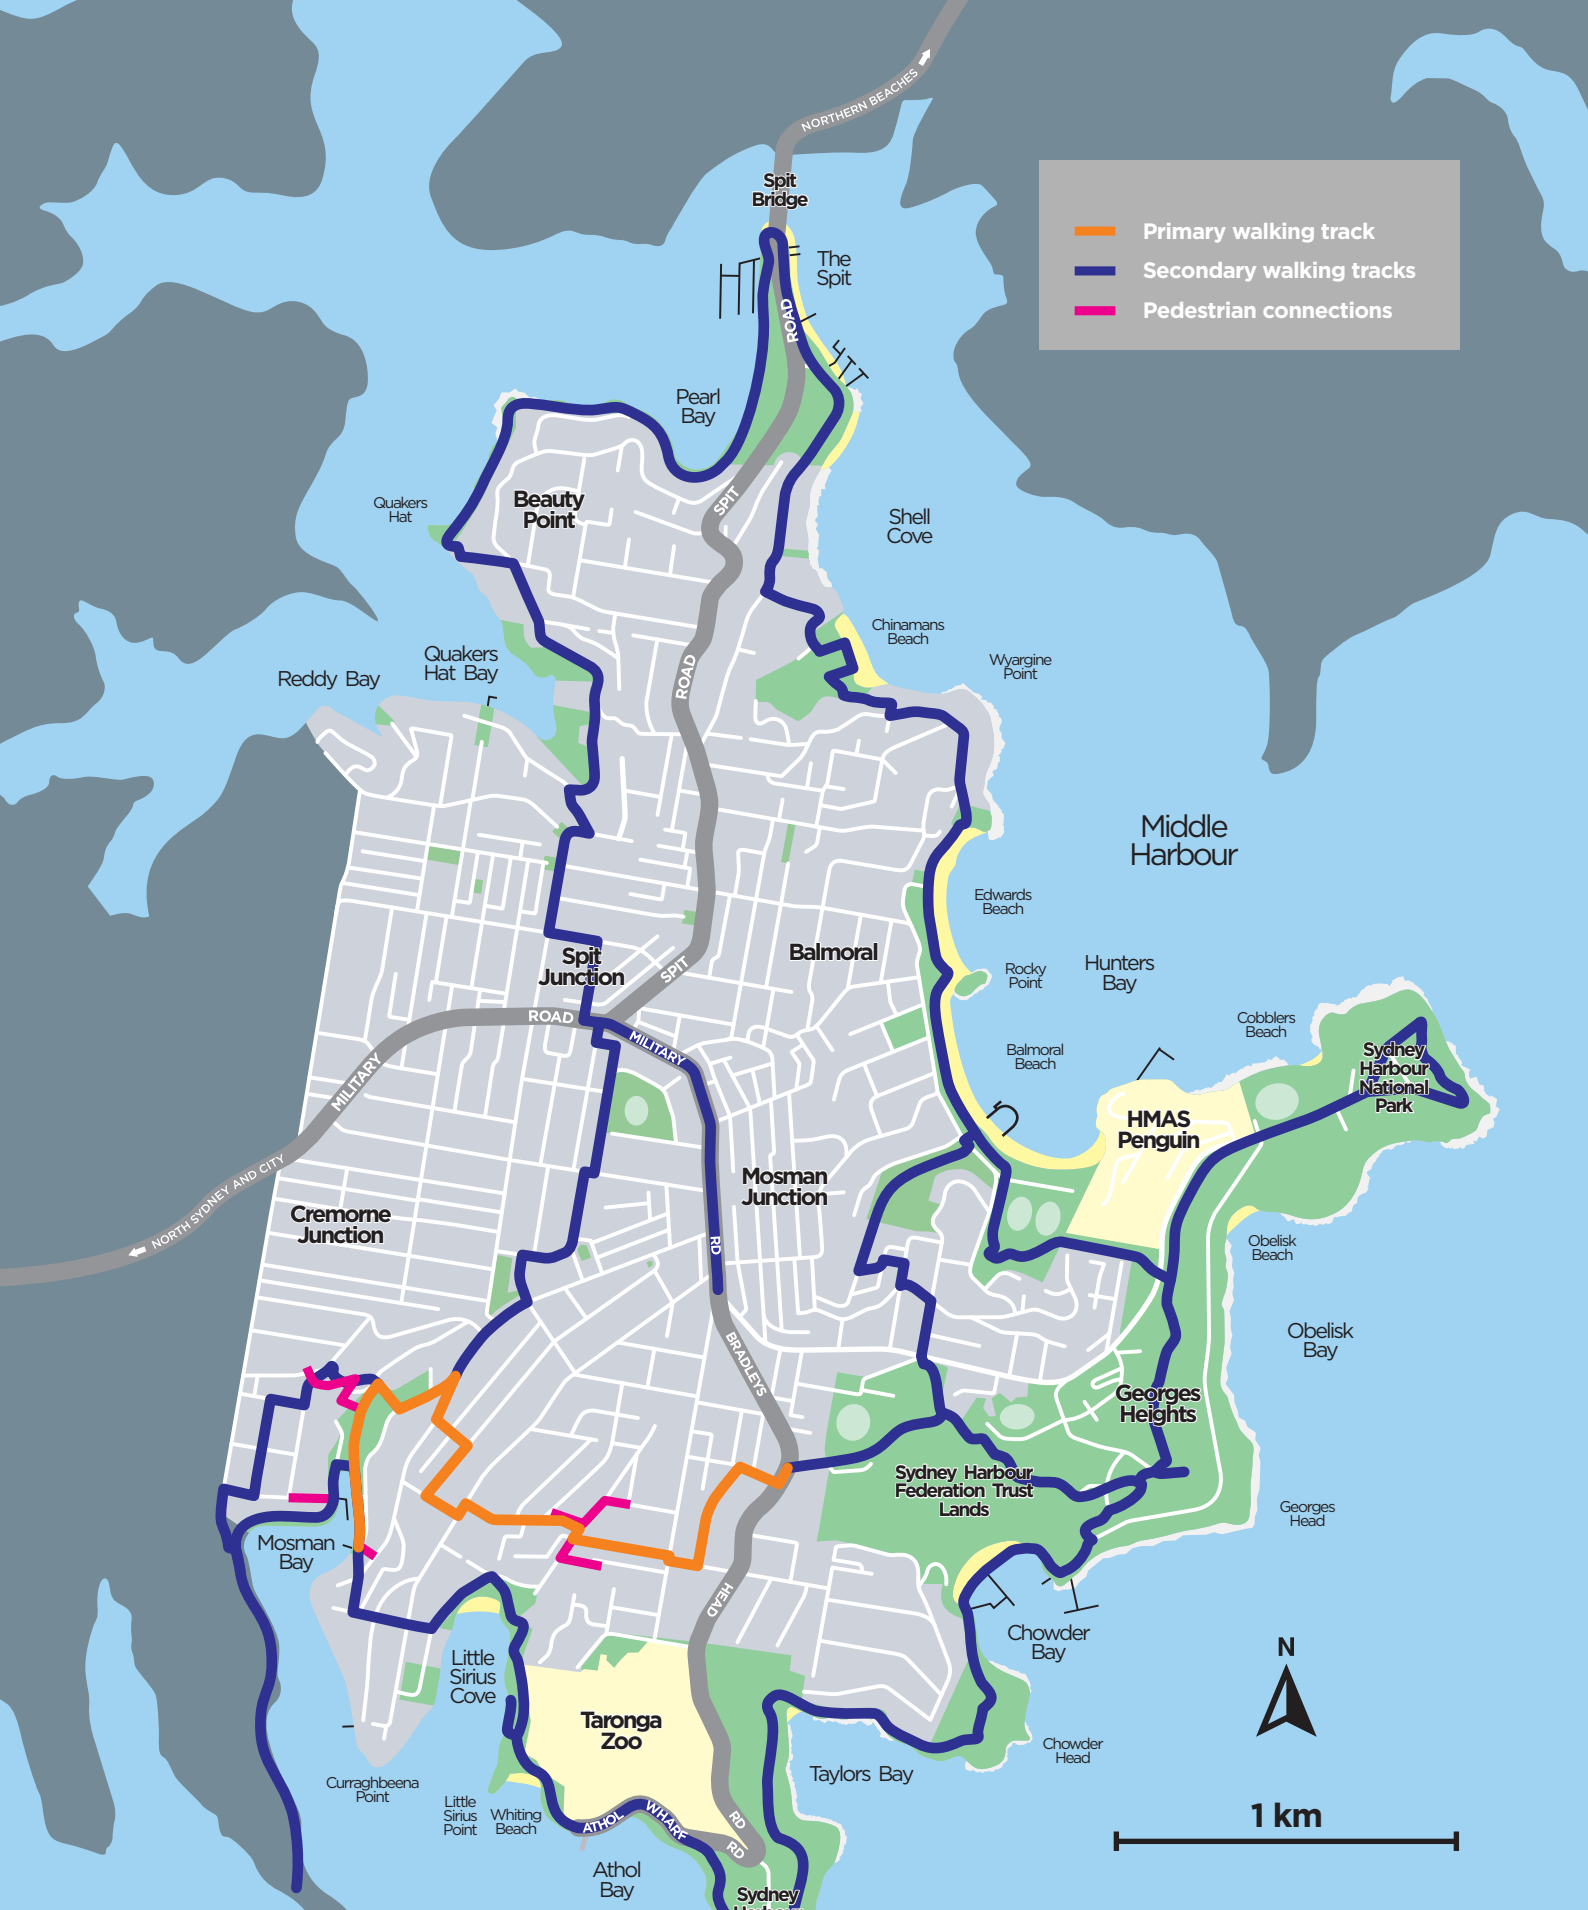 NORTHERN BEACHES
Spit
Bridge
The
Spit
Primary walking track
Secondary walking tracks
Pedestrian connections
ROAD
Pearl
Bay
Quakers
Hat
Beauty
Point
SPIT
Shell
Cove
Chinamans
Beach
Wyargine
Point
Quakers
Hat Bay
Reddy Bay
ROAD
Middle
Harbour
Edwards
Beach
Balmoral
Spit
Junction
SPIT
Rocky
Point
Hunters
Bay
Cobblers
Beach
ROAD
MILITARY
MILITARY
Balmoral
Beach
Sydney
Harbour
National
Park
HMAS
Penguin
Mosman
Junction
NORTH SYDNEY AND CITY
Cremorne
Junction
RD
Obelisk
Beach
Obelisk
Bay
BRADLEYS
Georges
Heights
Sydney Harbour
Federation Trust
Lands
Georges
Head
Mosman
Bay
HEAD
Chowder
Bay
N
Little
Sirius
Cove
Taronga
Zoo
Chowder
Head
Taylors Bay
Curraghbeena
Point
Little
Sirius
Point
Whiting
Beach
ATHOL
WHARF
RD
RD
1 km
Athol
Bay
Sydney